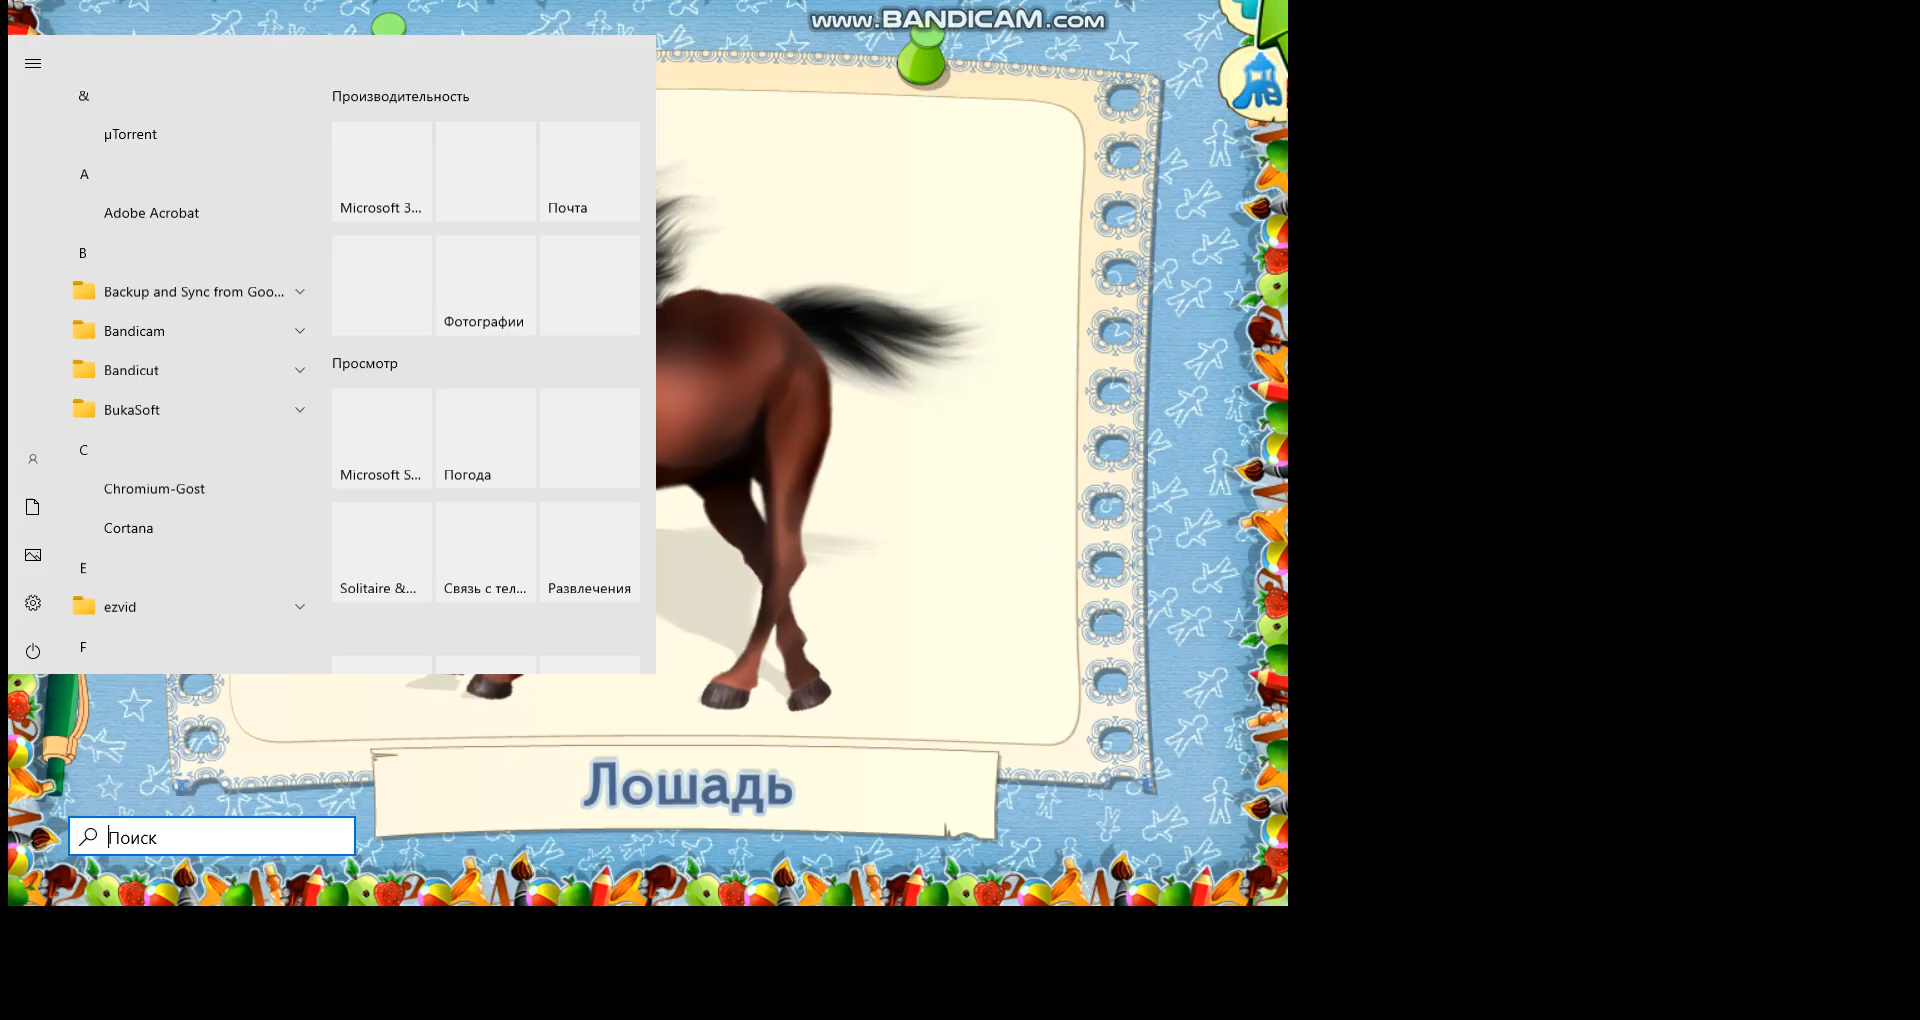 www.BANDICAM.com
&
µTorrent
A
Adobe Acrobat
B
Backup and Sync from Goo...
Bandicam
Bandicut
BukaSoft
C
Chromium-Gost
Cortana
E
ezvid
F
Производительность
Microsoft 3...
Почта
Фотографии
Просмотр
Microsoft S...
Погода
Solitaire &...
Связь с тел...
Развлечения
Лошадь
Поиск